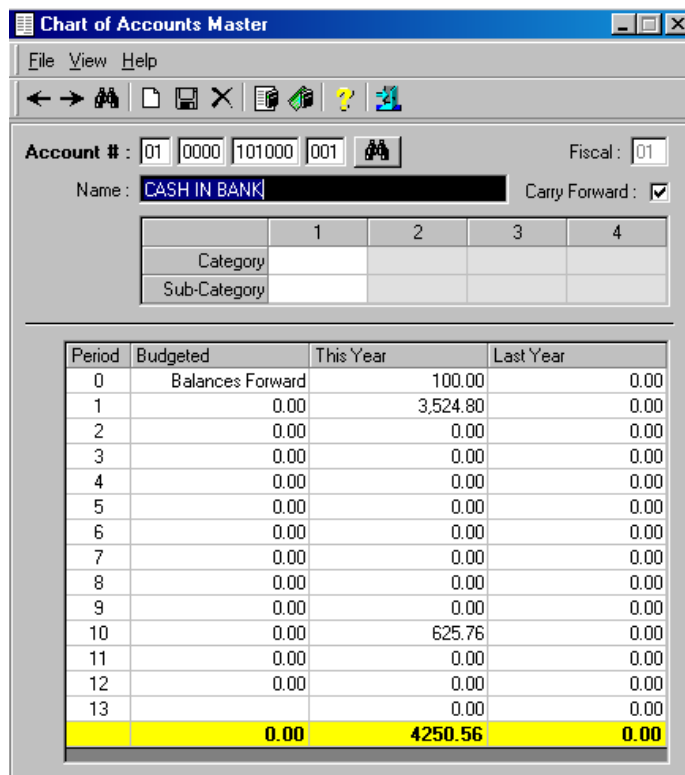 Chart of Accounts Master
File View Help
Account # : 01 0000 101000 001 Fiscal : 01
Name : CASH IN BANK Carry Forward :
1 2 3 4
Category
Sub-Category
Period Budgeted This Year Last Year
0 Balances Forward 100.00 0.00
1 0.00 3,524.80 0.00
2 0.00 0.00 0.00
3 0.00 0.00 0.00
4 0.00 0.00 0.00
5 0.00 0.00 0.00
6 0.00 0.00 0.00
7 0.00 0.00 0.00
8 0.00 0.00 0.00
9 0.00 0.00 0.00
10 0.00 625.76 0.00
11 0.00 0.00 0.00
12 0.00 0.00 0.00
13 0.00 0.00
0.00 4250.56 0.00